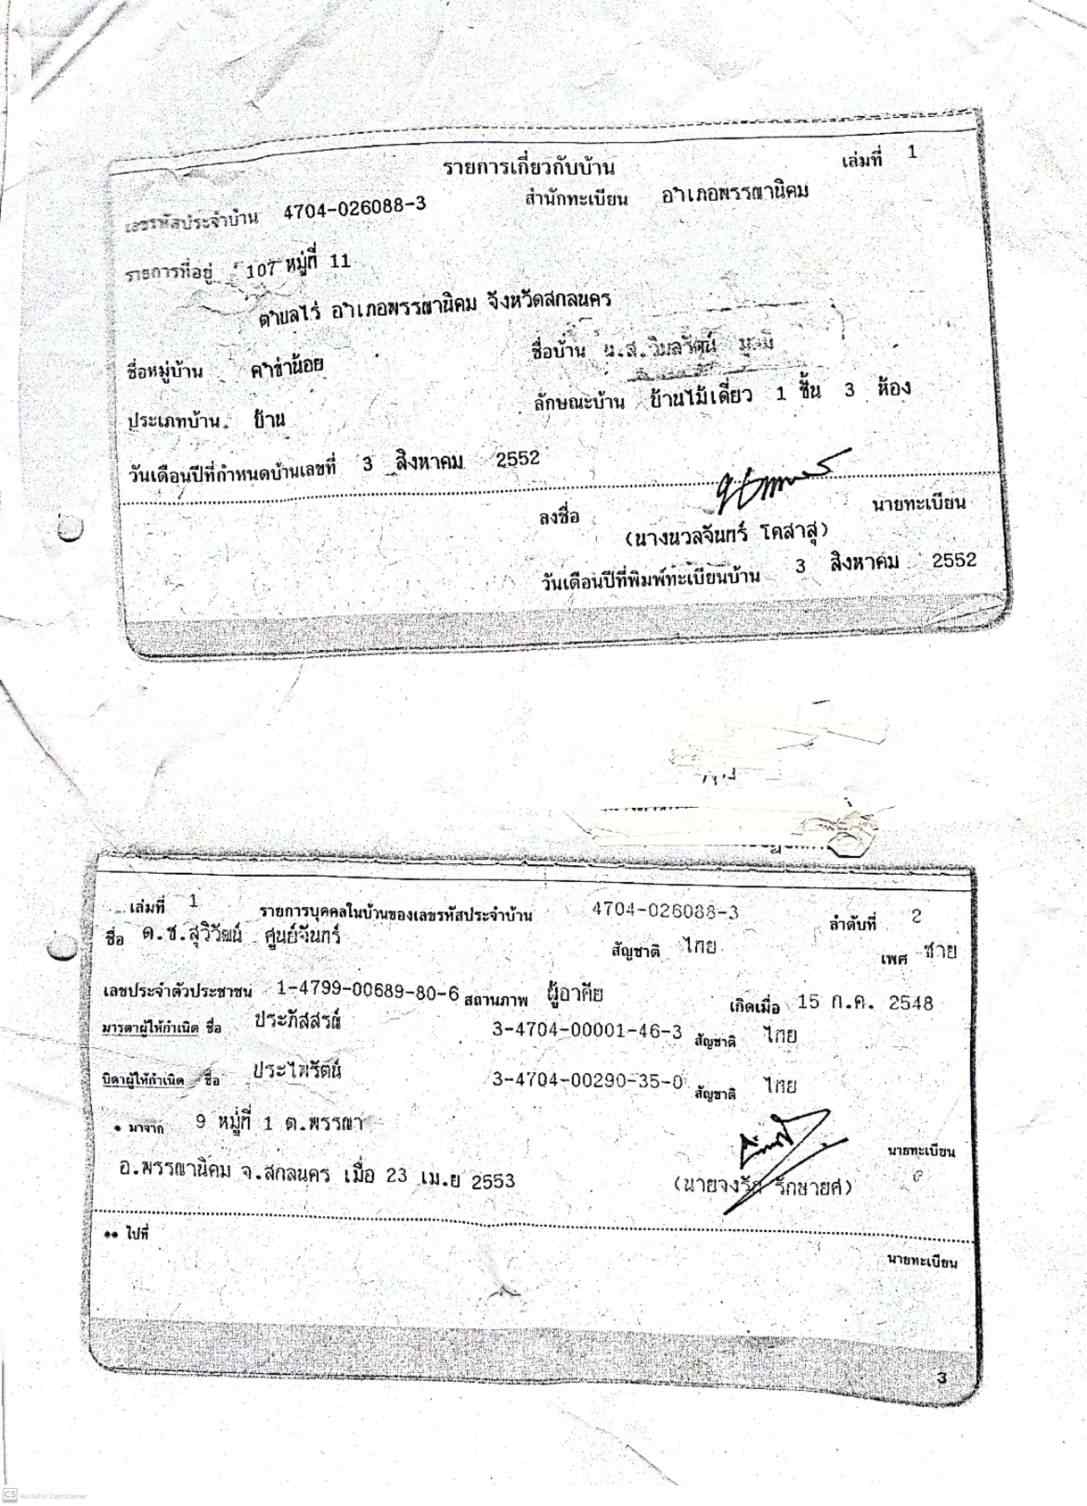 รายการเกี่ยวกับบ้าน เล่มที่ 1
เลขรหัสประจำบ้าน 4704-026088-3 สำนักทะเบียน อำเภอพรรณานิคม
รายการที่อยู่ 107 หมู่ที่ 11
ตำบลไร่ อำเภอพรรณานิคม จังหวัดสกลนคร
ชื่อหมู่บ้าน คำข่าน้อย ชื่อบ้าน น.ส.วิมลรัตน์
ประเภทบ้าน บ้าน ลักษณะบ้าน บ้านไม้เดี่ยว 1 ชั้น 3 ห้อง
วันเดือนปีที่กำหนดบ้านเลขที่ 3 สิงหาคม 2552
ลงชื่อ นายทะเบียน
(นางนวลจันทร์ โคสาสุ)
วันเดือนปีที่พิมพ์ทะเบียนบ้าน 3 สิงหาคม 2552
เล่มที่ 1 รายการบุคคลในบ้านของเลขรหัสประจำบ้าน 4704-026088-3 ลำดับที่ 2
ชื่อ ด.ช.สุวิวัฒน์ ศูนย์จันทร์ สัญชาติ ไทย เพศ ชาย
เลขประจำตัวประชาชน 1-4799-00689-80-6 สถานภาพ ผู้อาศัย เกิดเมื่อ 15 ก.ค. 2548
มารดาผู้ให้กำเนิด ชื่อ ประภัสสรณ์ 3-4704-00001-46-3 สัญชาติ ไทย
บิดาผู้ให้กำเนิด ชื่อ ประไพรัตน์ 3-4704-00290-35-0 สัญชาติ ไทย
* มาจาก 9 หมู่ที่ 1 ต.พรรณา
อ.พรรณานิคม จ.สกลนคร เมื่อ 23 เม.ย 2553 นายทะเบียน
(นายจงรัก รักษายศ)
** ไปที่
นายทะเบียน
3